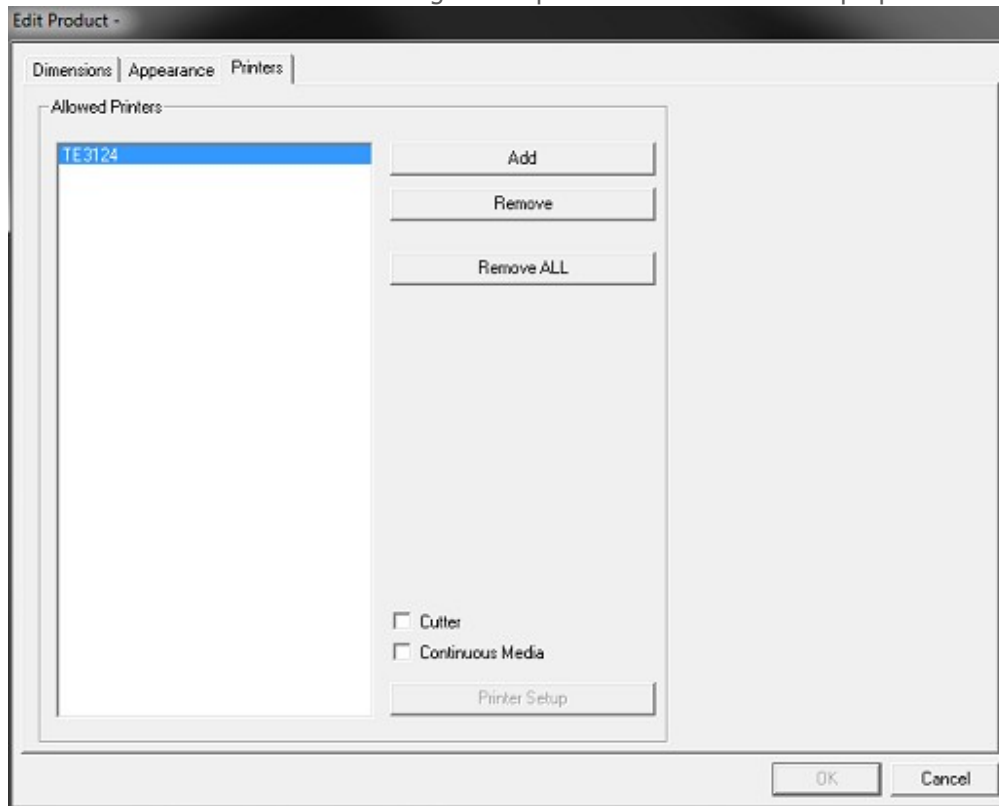 Edit Product -
Dimensions Appearance Printers
Allowed Printers
TE3124
Add
Remove
Remove ALL
Cutter
Continuous Media
Printer Setup
OK Cancel